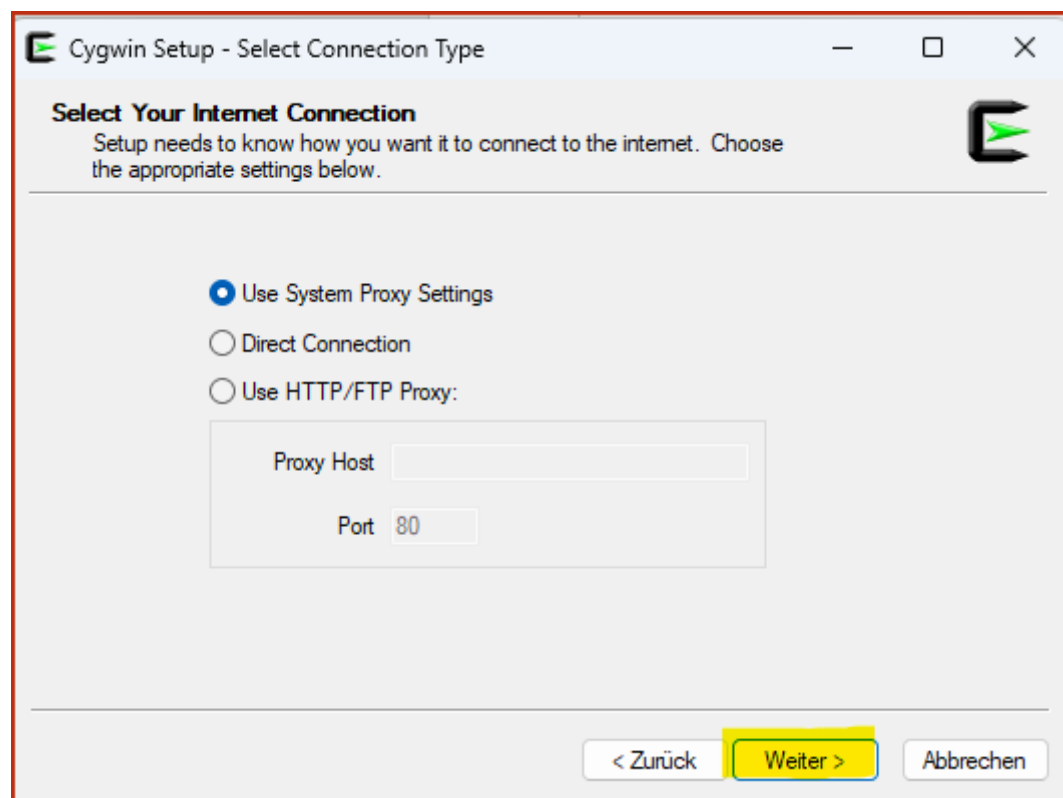 Cygwin Setup - Select Connection Type
Select Your Internet Connection
Setup needs to know how you want it to connect to the internet. Choose
the appropriate settings below.
Use System Proxy Settings
Direct Connection
Use HTTP/FTP Proxy:
Proxy Host
Port 80
< Zurück Weiter > Abbrechen